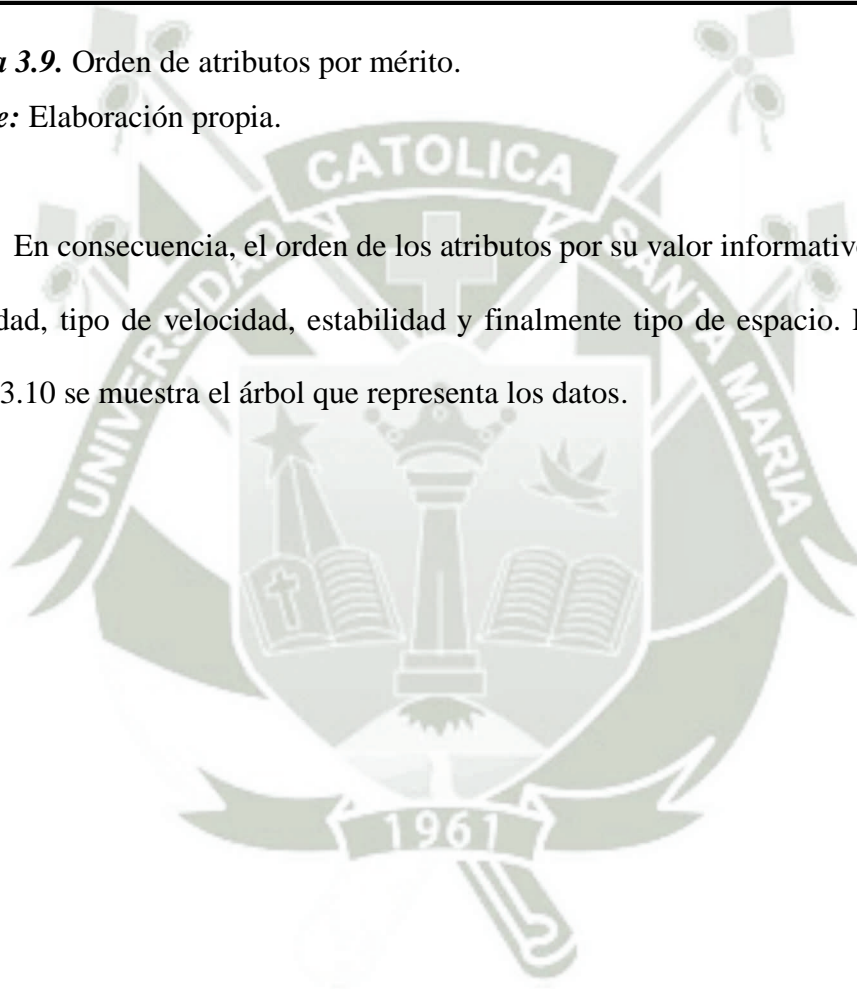 a 3.9. Orden de atributos por mérito.
e: Elaboración propia.
En consecuencia, el orden de los atributos por su valor informativo
dad, tipo de velocidad, estabilidad y finalmente tipo de espacio.
3.10 se muestra el árbol que representa los datos.
UNIVERSIDAD CATOLICA SANTA MARIA
1961